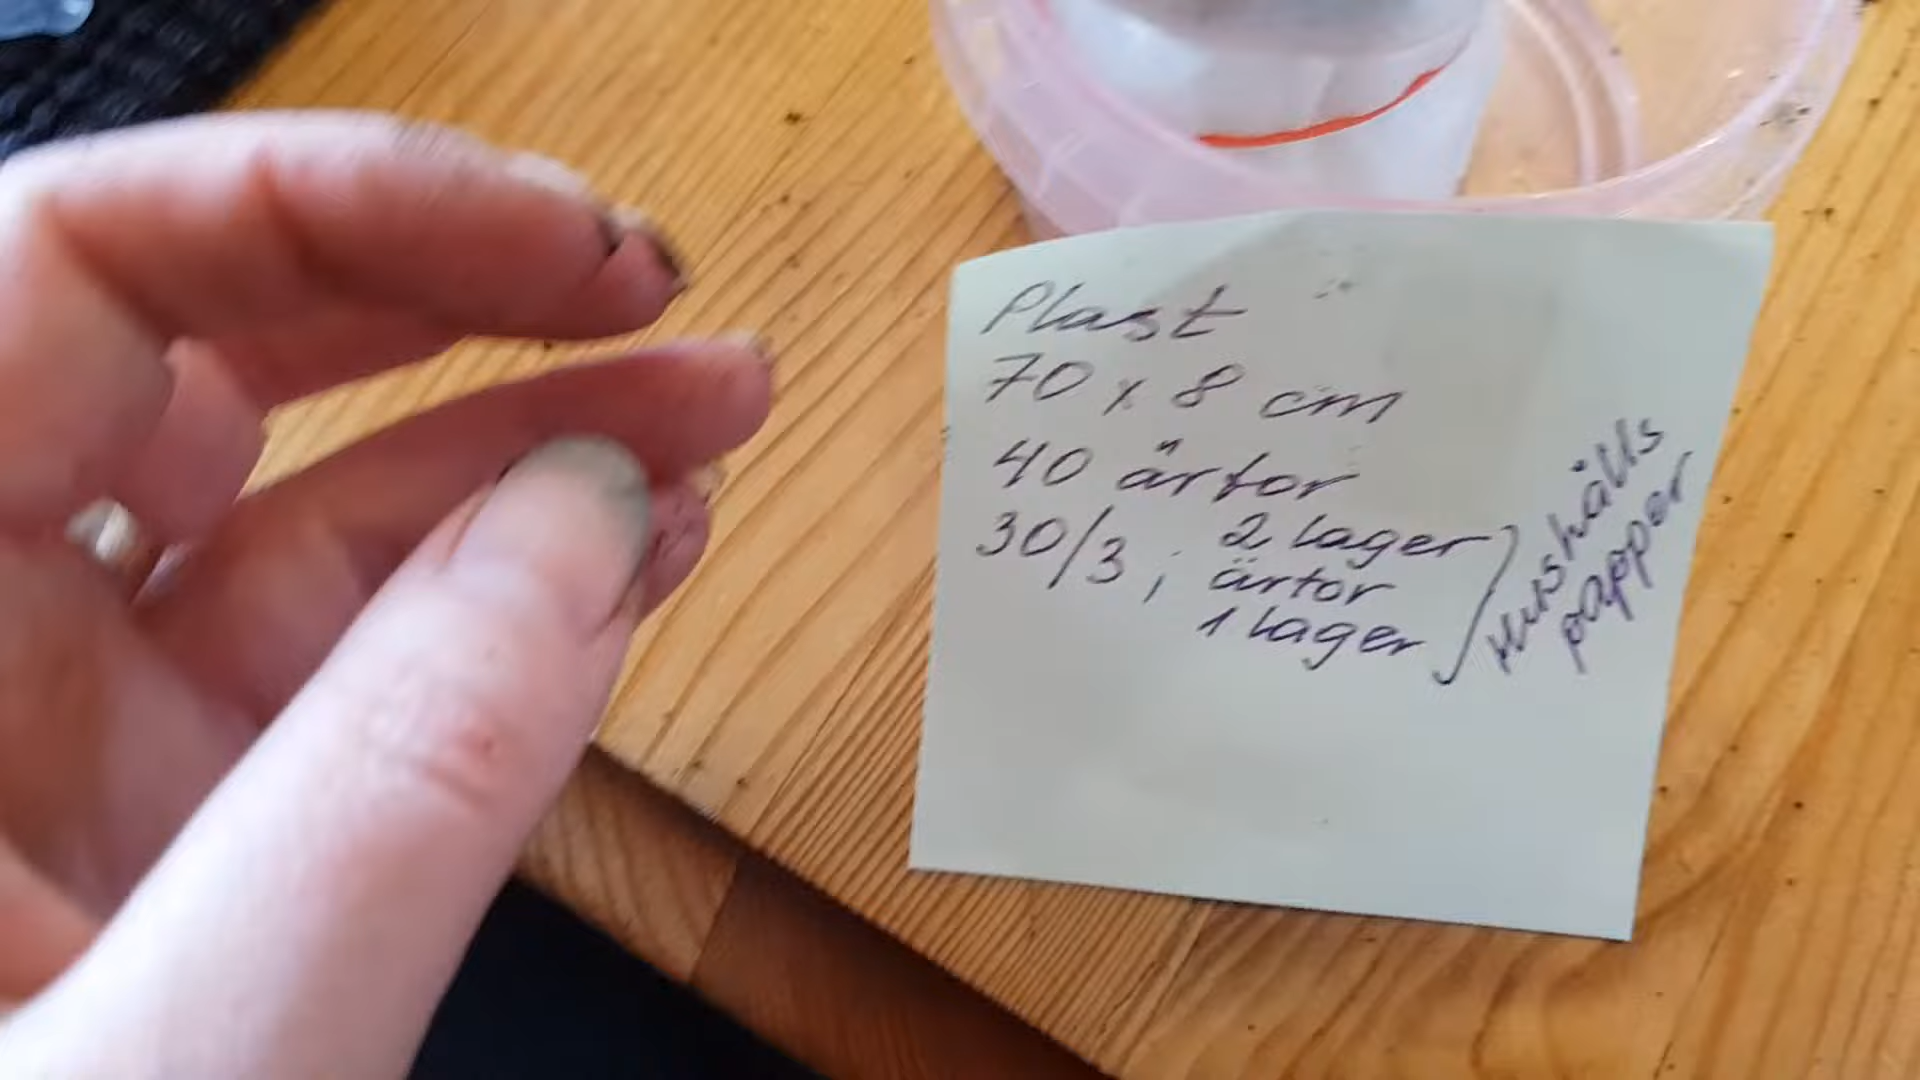 Plast
70 x 8 cm
40 ärtor
30/3; 2 lager
ärtor
1 lager
Hushålls
papper